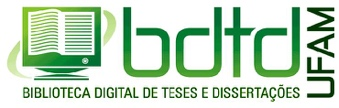 bdtd
BIBLIOTECA DIGITAL DE TESES E DISSERTAÇÕES
UFAM